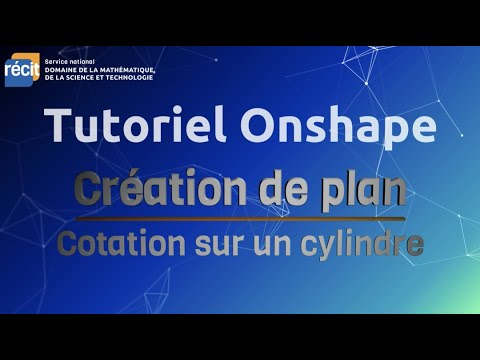 récit
Service national
DOMAINE DE LA MATHÉMATIQUE,
DE LA SCIENCE ET TECHNOLOGIE
Tutoriel Onshape
Création de plan
Cotation sur un cylindre